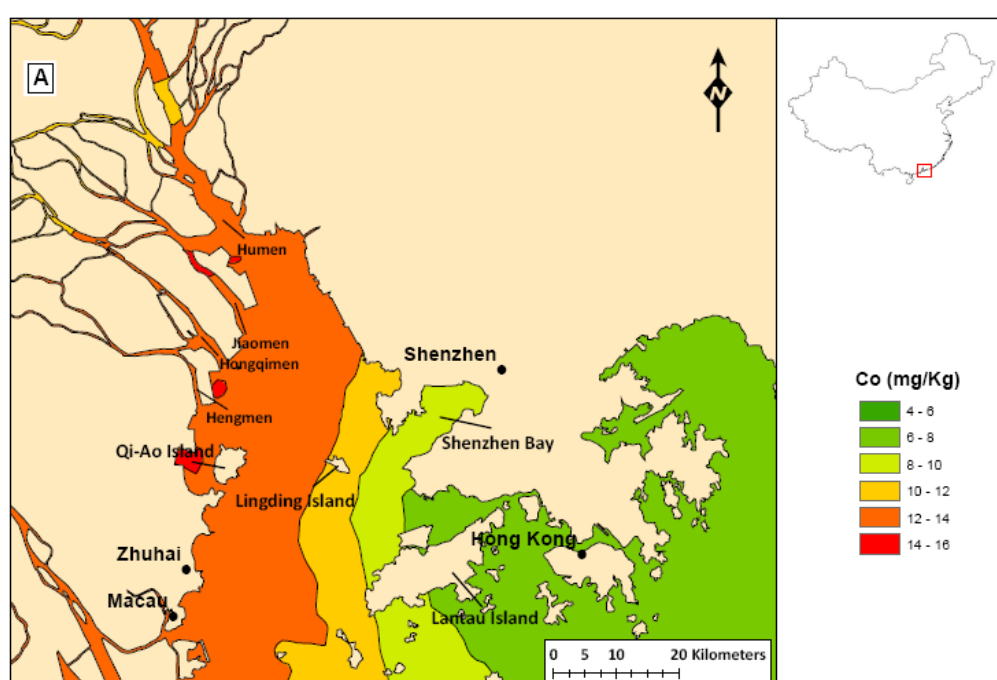 A
N
Humen
Jiaomen
Hongqimen
Hengmen
Shenzhen
Shenzhen Bay
Qi-Ao Island
Lingding Island
Zhuhai
Hong Kong
Macau
Lantau Island
0 5 10 20 Kilometers
Co (mg/Kg)
4 - 6
6 - 8
8 - 10
10 - 12
12 - 14
14 - 16